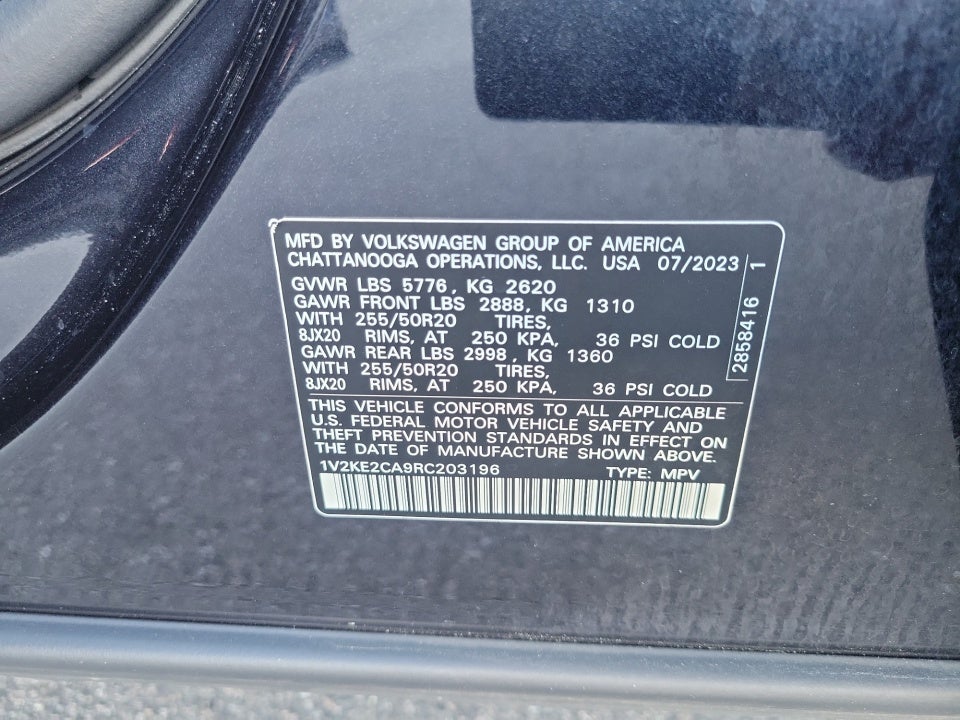 MFD BY VOLKSWAGEN GROUP OF AMERICA
CHATTANOOGA OPERATIONS, LLC. USA 07/2023
GVWR LBS 5776, KG 2620
GAWR FRONT LBS 2888, KG 1310
WITH 255/50R20 TIRES,
8JX20 RIMS, AT 250 KPA, 36 PSI COLD
GAWR REAR LBS 2998, KG 1360
WITH 255/50R20 TIRES,
8JX20 RIMS, AT 250 KPA, 36 PSI COLD
THIS VEHICLE CONFORMS TO ALL APPLICABLE
U.S. FEDERAL MOTOR VEHICLE SAFETY AND
THEFT PREVENTION STANDARDS IN EFFECT ON
THE DATE OF MANUFACTURE SHOWN ABOVE.
1V2KE2CA9RC203196 TYPE: MPV
2858416 1